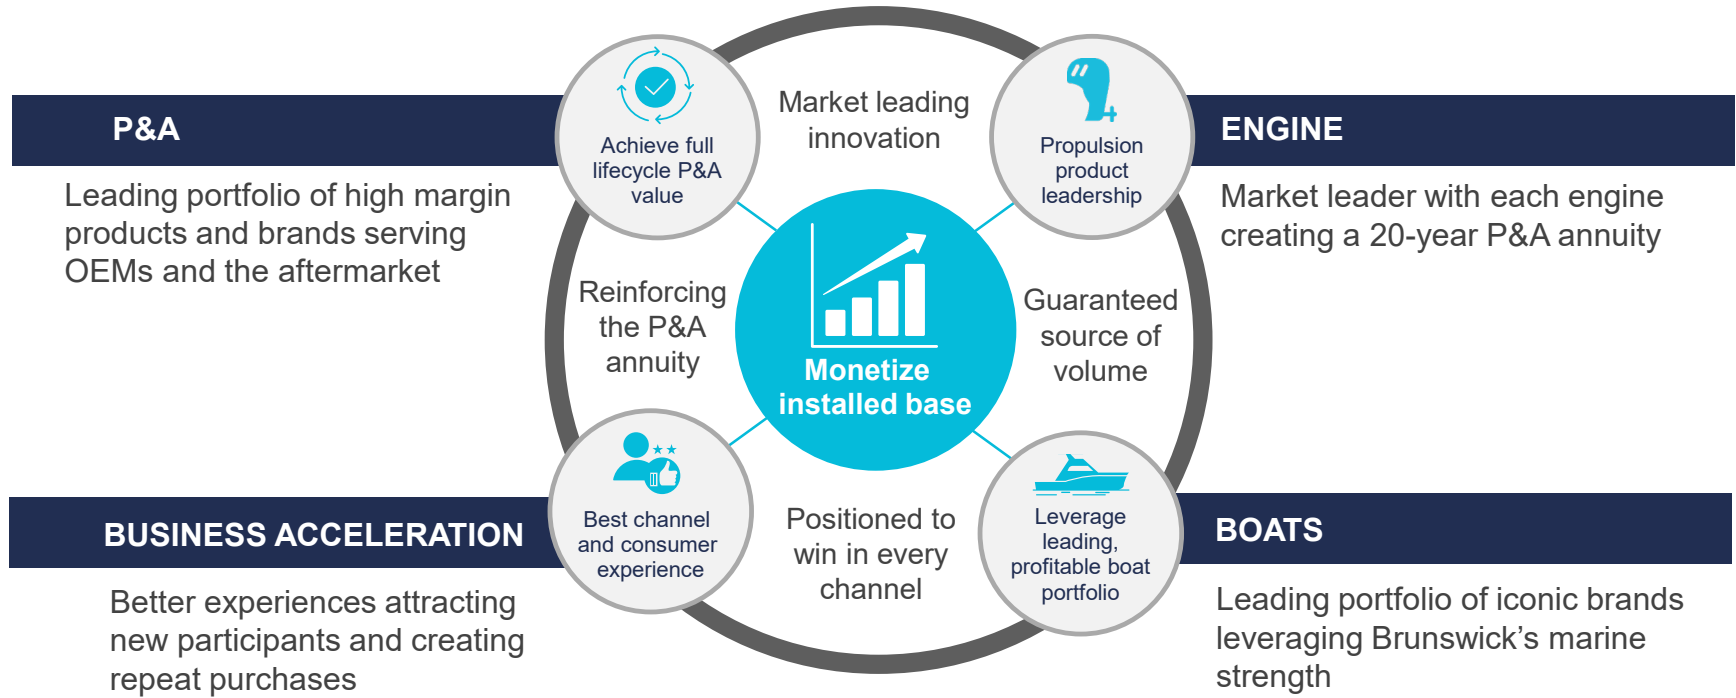 P&A
Leading portfolio of high margin
products and brands serving
OEMs and the aftermarket
Achieve full
lifecycle P&A
value
Market leading
innovation
Propulsion
product
leadership
ENGINE
Market leader with each engine
creating a 20-year P&A annuity
Reinforcing
the P&A
annuity
Monetize
installed base
Guaranteed
source of
volume
BUSINESS ACCELERATION
Better experiences attracting
new participants and creating
repeat purchases
Best channel
and consumer
experience
Positioned to
win in every
channel
Leverage
leading,
profitable boat
portfolio
BOATS
Leading portfolio of iconic brands
leveraging Brunswick’s marine
strength